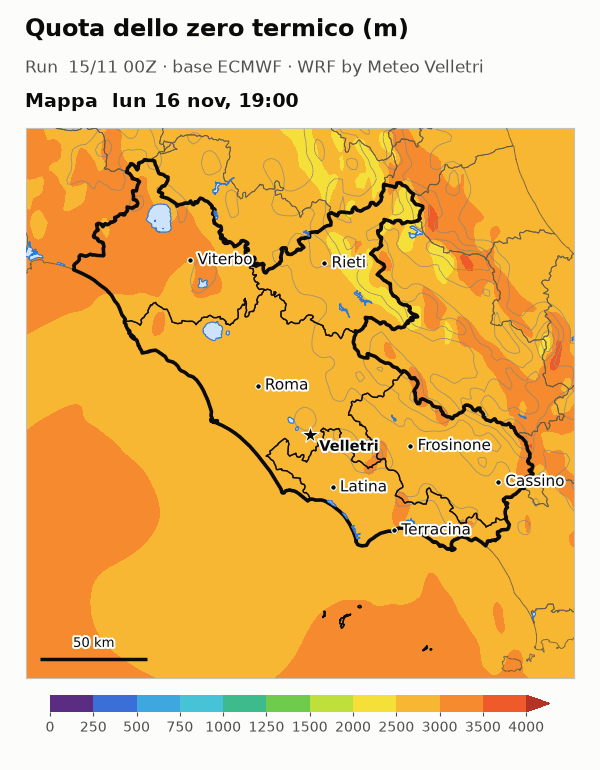 Quota dello zero termico (m)
Run  15/11 00Z · base ECMWF · WRF by Meteo Velletri
Mappa  lun 16 nov, 19:00
Viterbo
Rieti
Roma
Velletri
Frosinone
Cassino
Latina
Terracina
50 km
0 250 500 750 1000 1250 1500 2000 2500 3000 3500 4000